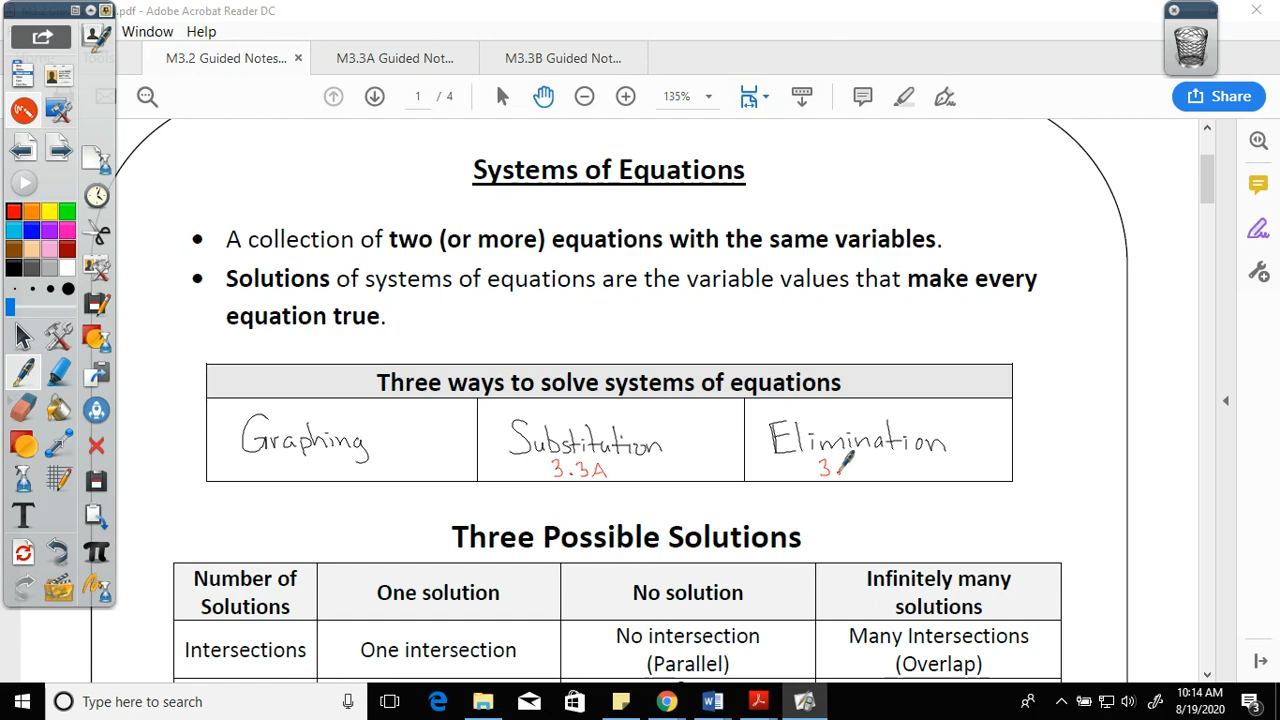 .pdf - Adobe Acrobat Reader DC
Window Help
M3.2 Guided Notes... × M3.3A Guided Not... M3.3B Guided Not...
1 / 4 135% Share
Systems of Equations
• A collection of two (or more) equations with the same variables.
• Solutions of systems of equations are the variable values that make every
equation true.
Three ways to solve systems of equations
Graphing Substitution Elimination
3.3A 3.
Three Possible Solutions
Number of Solutions One solution No solution Infinitely many solutions
Intersections One intersection No intersection (Parallel) Many Intersections (Overlap)
Type here to search
10:14 AM
8/19/2020